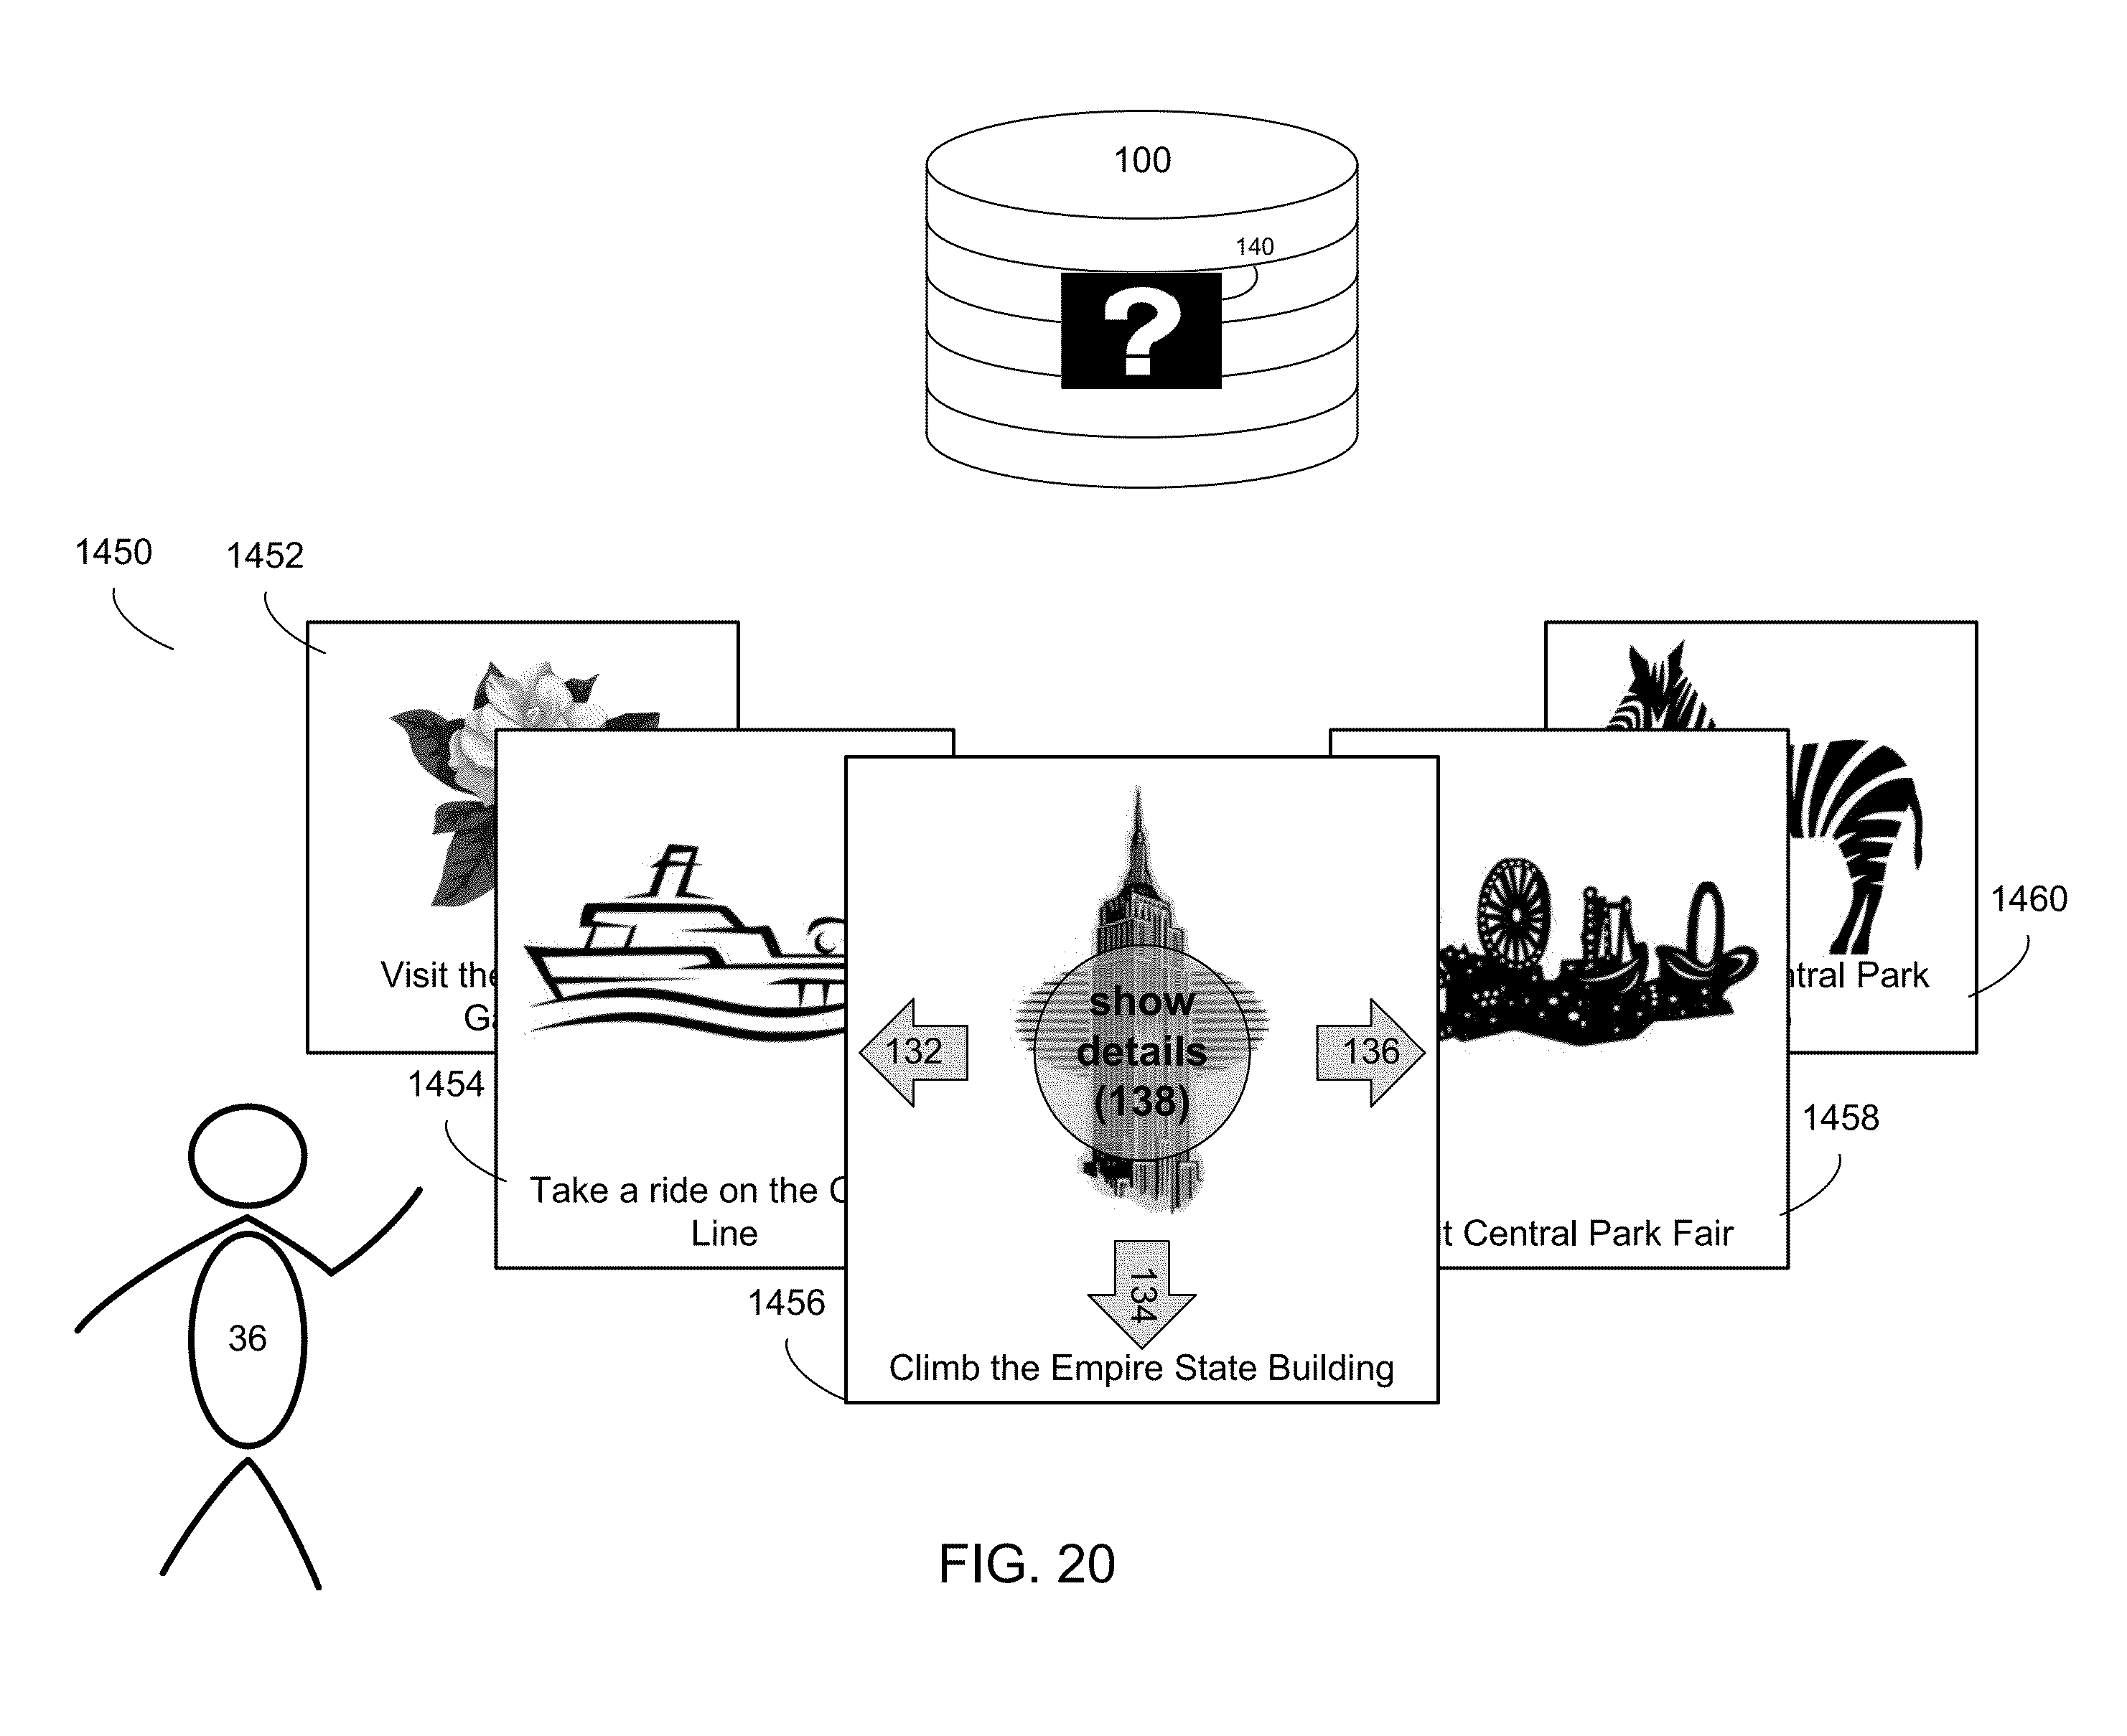 100
140
?
1450
1452
1460
Visit the
ntral Park
show
details
(138)
132
136
1454
1458
Take a ride on the
Line
t Central Park Fair
134
1456
36
Climb the Empire State Building
FIG. 20